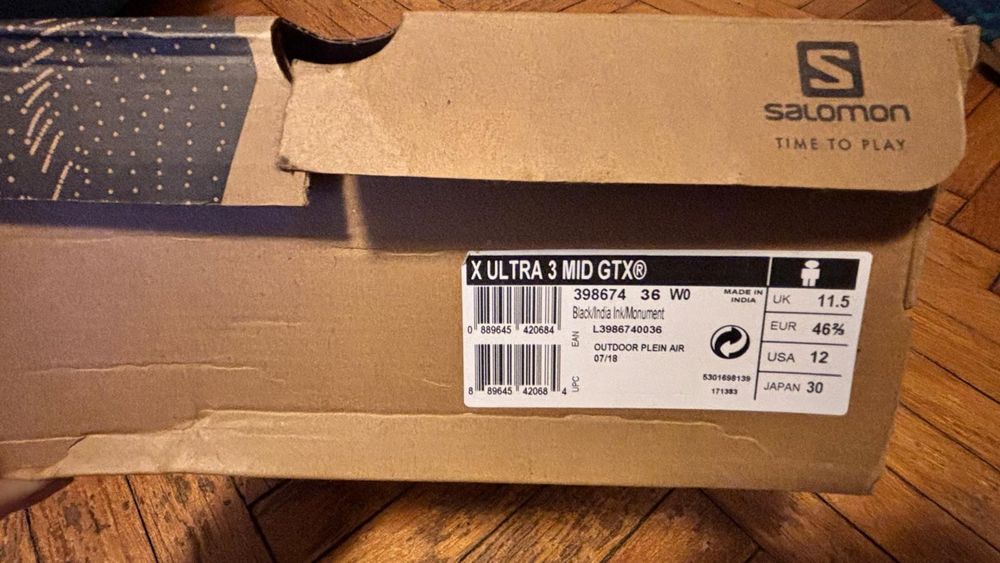 S
SALOMON
TIME TO PLAY
X ULTRA 3 MID GTX®
398674 36 W0
MADE IN
INDIA
Black/India Ink/Monument
L3986740036
OUTDOOR PLEIN AIR
07/18
0 889645 420684
EAN
8 89645 42068 4
UPC
5301698139
171383
UK 11.5
EUR 46⅔
USA 12
JAPAN 30